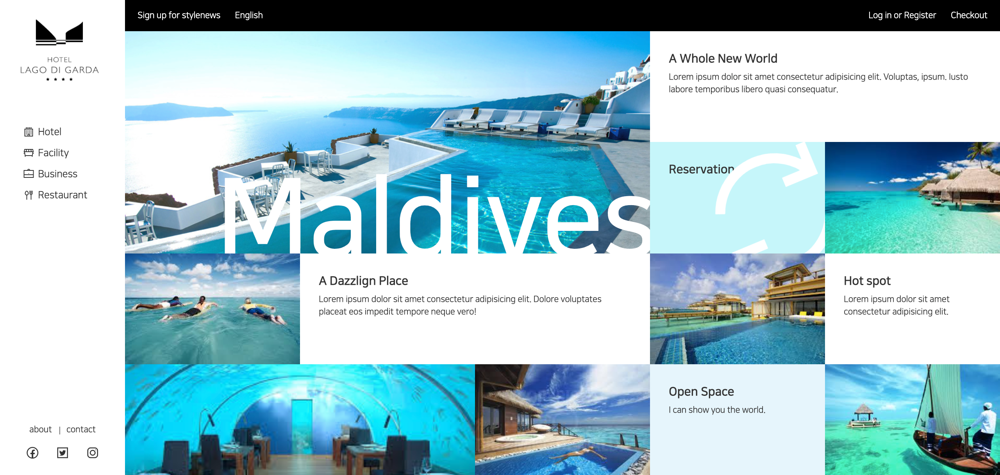 Sign up for stylenews
English
Log in or Register
Checkout
HOTEL
LAGO DI GARDA
Hotel
Facility
Business
Restaurant
about | contact
Maldives
A Whole New World
Lorem ipsum dolor sit amet consectetur adipisicing elit. Voluptas, ipsum. Iusto
labore temporibus libero quasi consequatur.
Reservation
A Dazzlign Place
Lorem ipsum dolor sit amet consectetur adipisicing elit. Dolore voluptates
placeat eos impedit tempore neque vero!
Hot spot
Lorem ipsum dolor sit amet
consectetur adipisicing elit.
Open Space
I can show you the world.